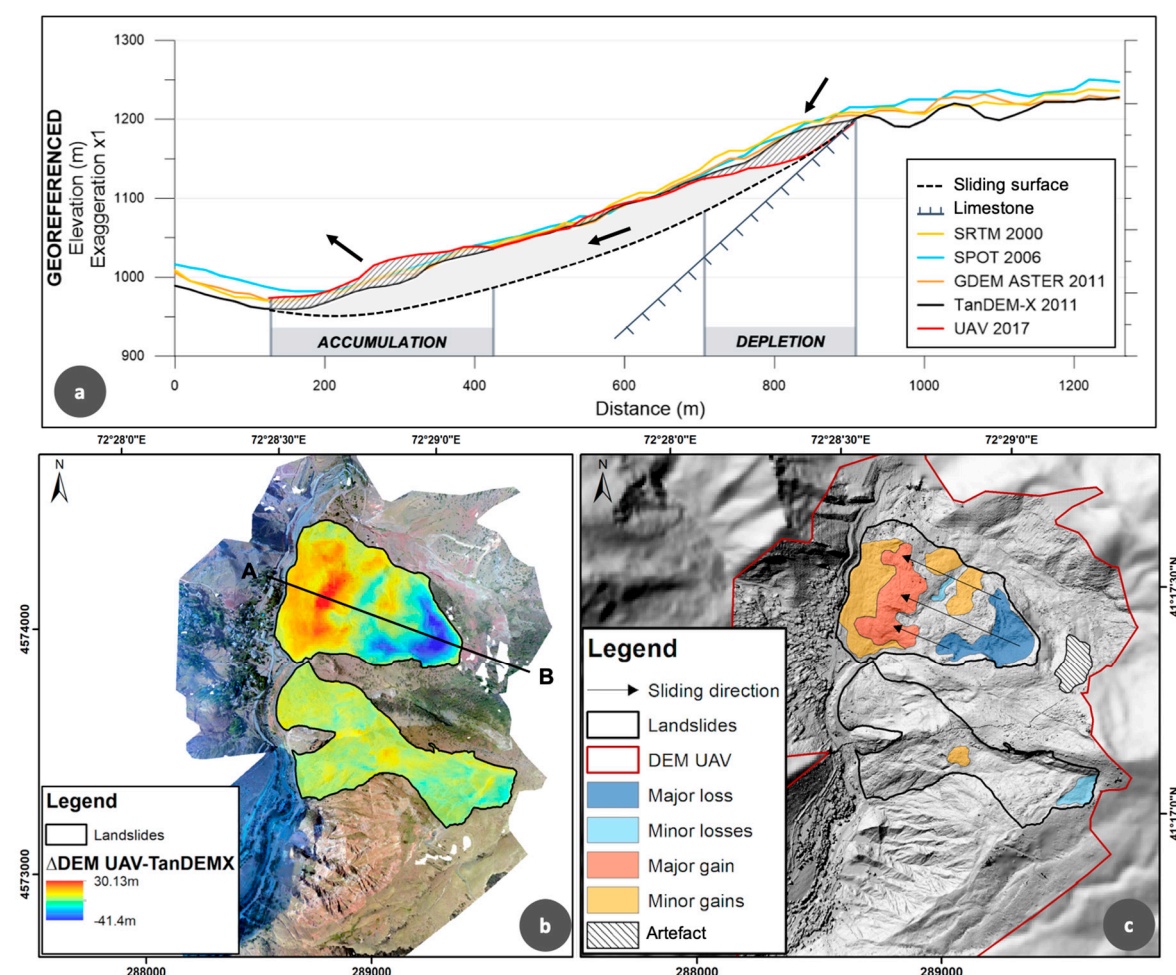 1300
1200
1100
1000
900
GEOREFERENCED
Elevation (m)
Exaggeration x1
Sliding surface
Limestone
SRTM 2000
SPOT 2006
GDEM ASTER 2011
TanDEM-X 2011
UAV 2017
ACCUMULATION
DEPLETION
0 200 400 600 800 1000 1200
Distance (m)
a
72°28'0"E 72°28'30"E 72°29'0"E
N
A
B
4574000
4573000
Legend
Landslides
ΔDEM UAV-TanDEMX
30.13m
-41.4m
b
288000 289000
72°28'0"E 72°28'30"E 72°29'0"E
N
41°17'30"N
41°17'0"N
Legend
Sliding direction
Landslides
DEM UAV
Major loss
Minor losses
Major gain
Minor gains
Artefact
c
288000 289000